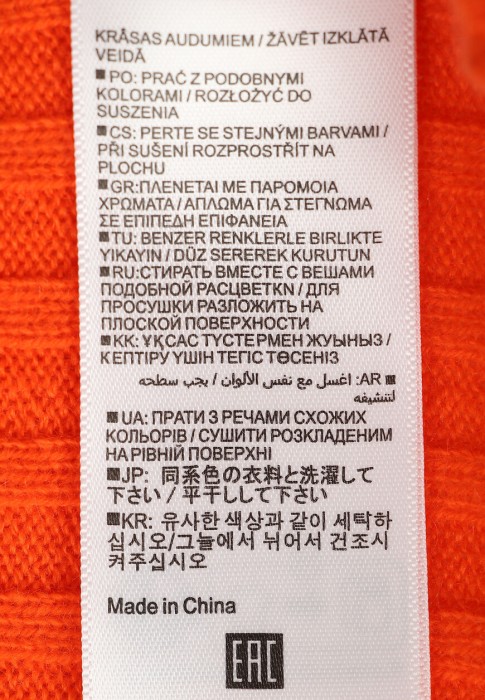 KRĀSAS AUDUMIEM / ŽĀVĒT IZKLĀTĀ
VEIDĀ
■PO: PRAĆ Z PODOBNYMI
KOLORAMI / ROZŁOŻYĆ DO
SUSZENIA
■CS: PERTE SE STEJNÝMI BARVAMI /
PŘI SUŠENÍ ROZPROSTŘÍT NA
PLOCHU
■GR:ΠΛΕΝΕΤΑΙ ΜΕ ΠΑΡΟΜΟΙΑ
ΧΡΩΜΑΤΑ / ΑΠΛΩΜΑ ΓΙΑ ΣΤΕΓΝΩΜΑ
ΣΕ ΕΠΙΠΕΔΗ ΕΠΙΦΑΝΕΙΑ
■TU: BENZER RENKLERLE BIRLIKTE
YIKAYIN / DÜZ SEREREK KURUTUN
■RU:СТИРАТЬ ВМЕСТЕ С ВЕШАМИ
ПОДОБНОЙ РАСЦВЕТКN / ДЛЯ
ПРОСУШКИ РАЗЛОЖИТЬ НА
ПЛОСКОЙ ПОВЕРХНОСТИ
■KK: ҰҚСАС ТҮСТЕРМЕН ЖУЫНЫЗ /
КЕПТІРУ ҮШІН ТЕГІС ТӨСЕНІЗ
■ AR: اغسل مع نفس الألوان / يجب سطحه
لتنشيفه
■UA: ПРАТИ З РЕЧАМИ СХОЖИХ
КОЛЬОРІВ / СУШИТИ РОЗКЛАДЕНИМ
НА РІВНІЙ ПОВЕРХНІ
■JP: 同系色の衣料と洗濯して
下さい / 平干しして下さい
■KR: 유사한 색상과 같이 세탁하
십시오/그늘에서 뉘어서 건조시
켜주십시오
Made in China
EAC